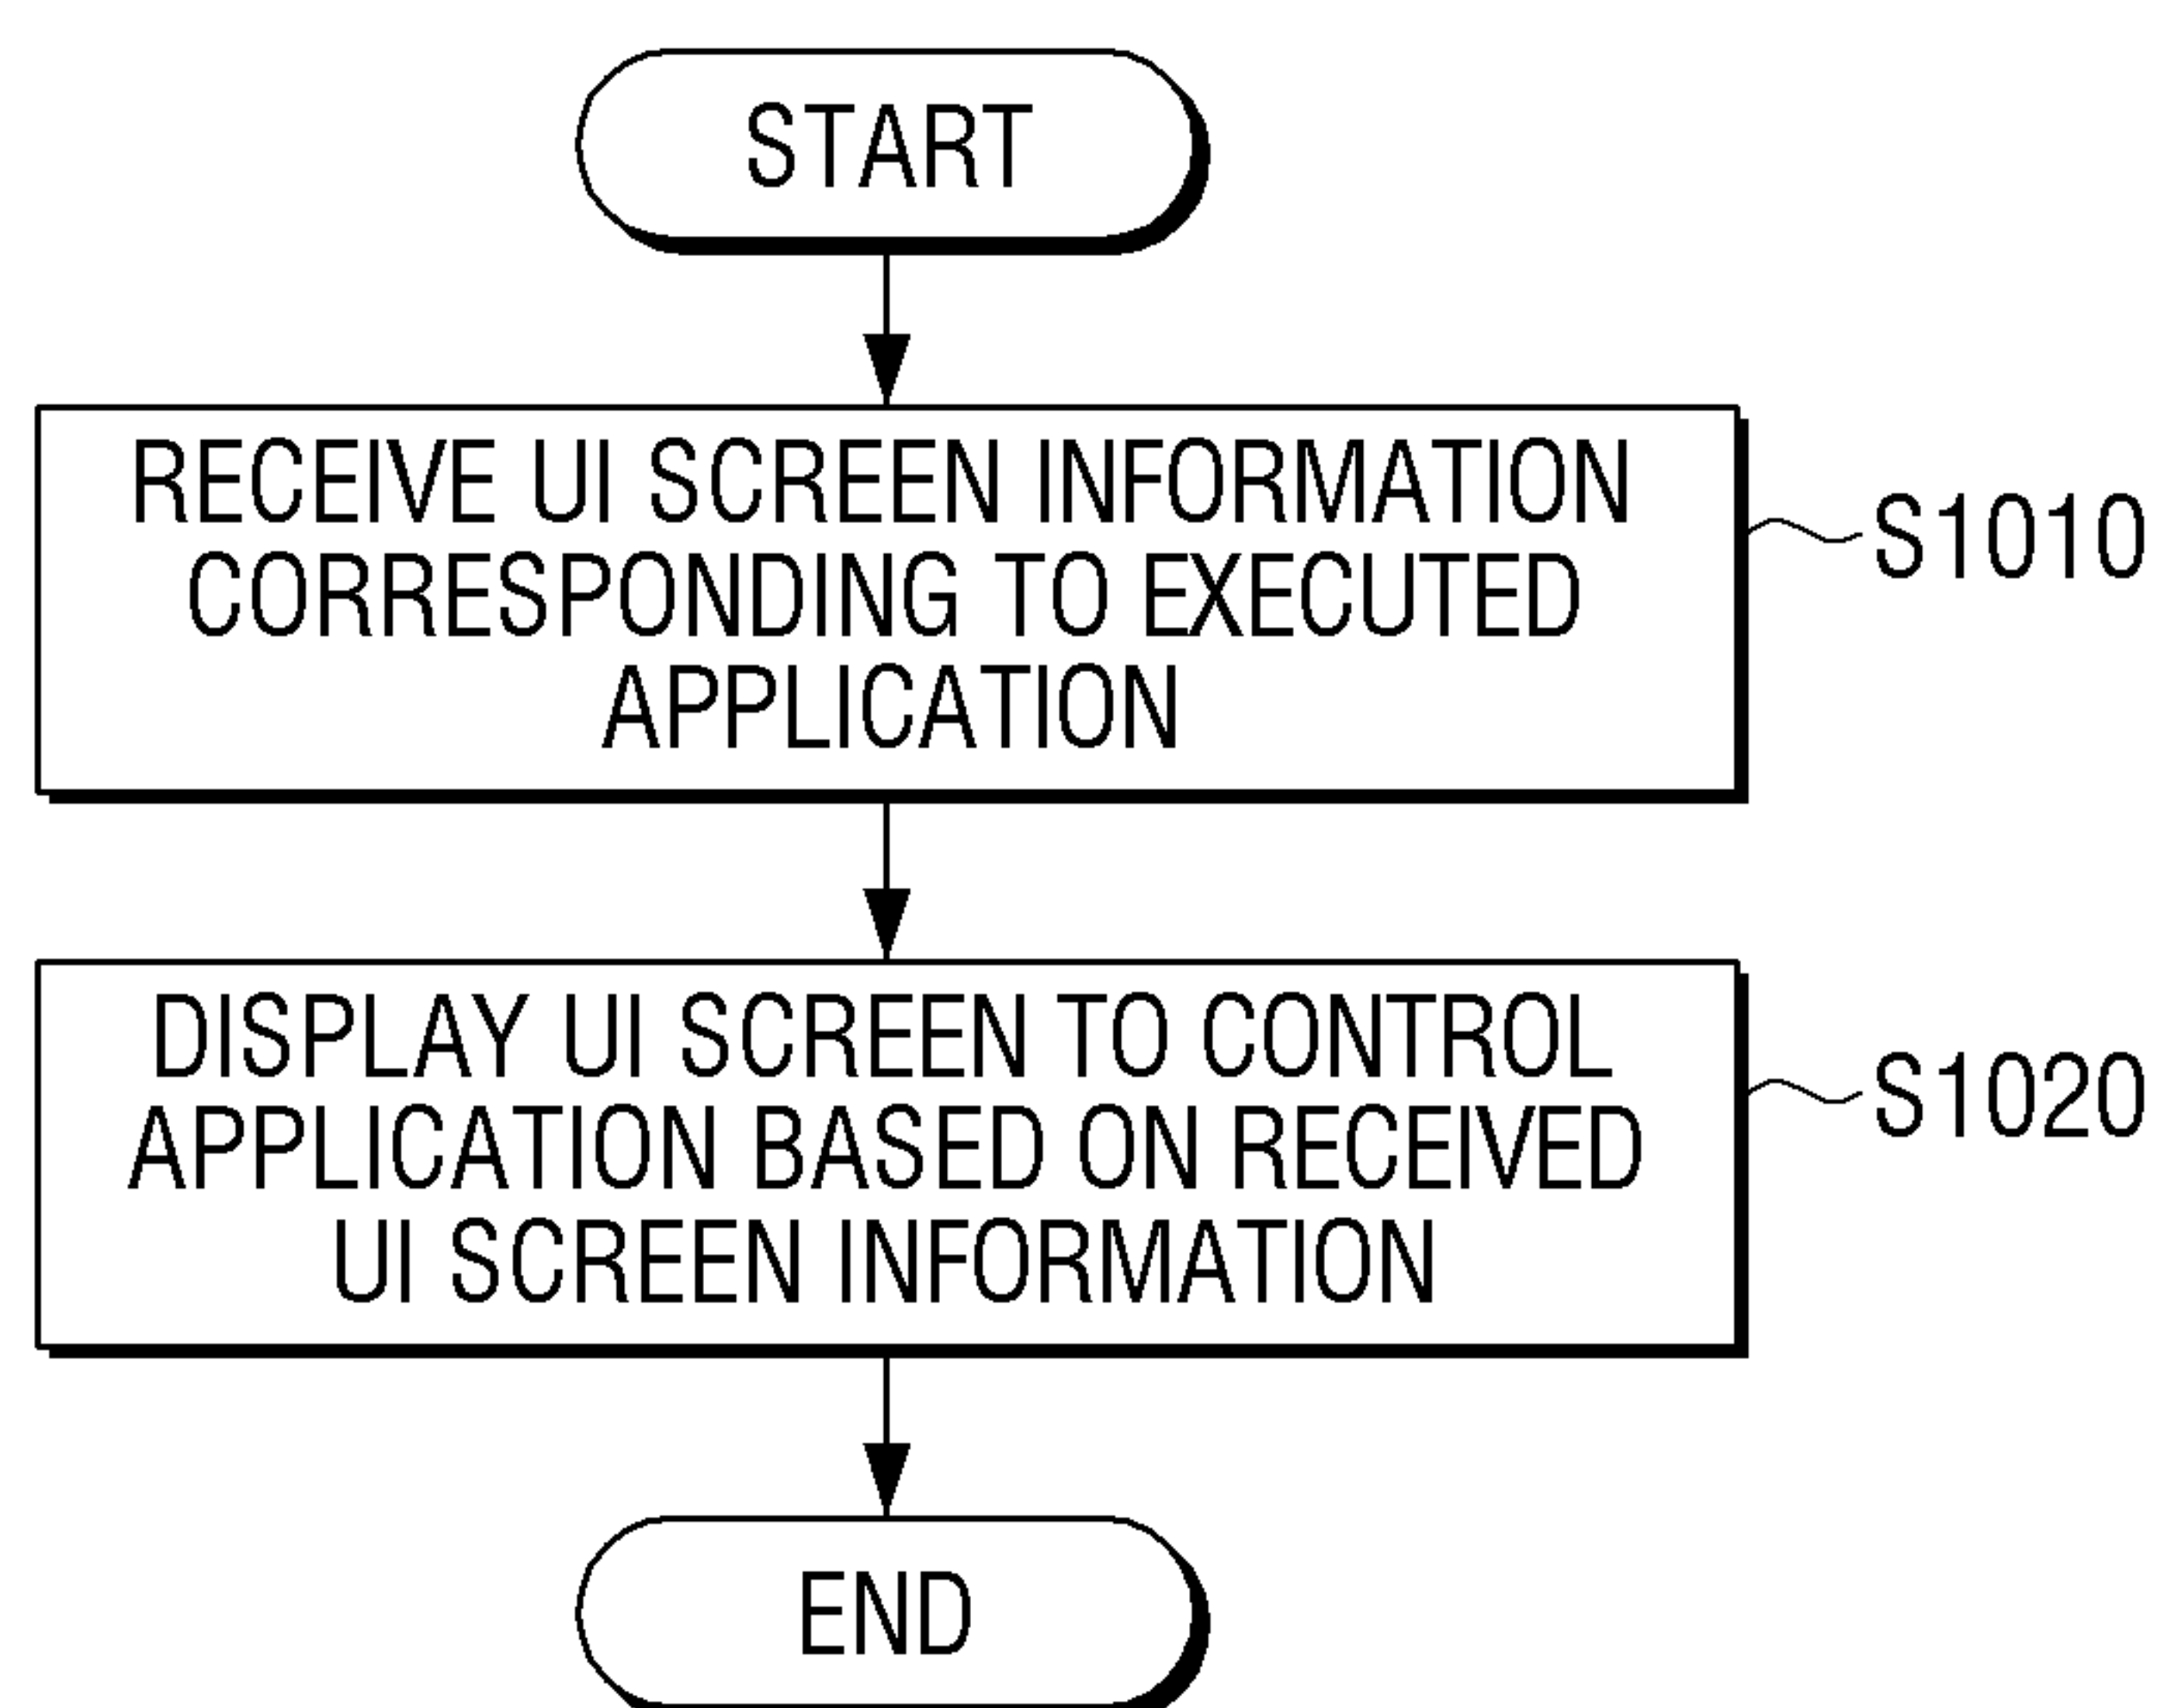 START
RECEIVE UI SCREEN INFORMATION
CORRESPONDING TO EXECUTED
APPLICATION
S1010
DISPLAY UI SCREEN TO CONTROL
APPLICATION BASED ON RECEIVED
UI SCREEN INFORMATION
S1020
END